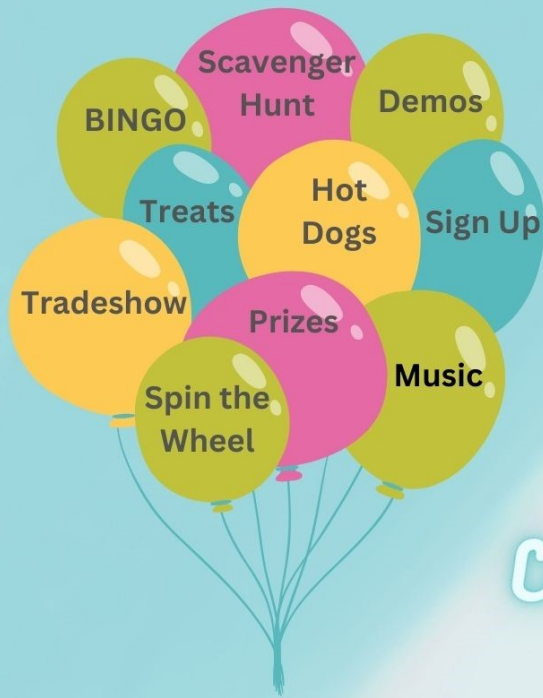 Scavenger
Hunt
BINGO
Demos
Treats
Hot
Dogs
Sign Up
Tradeshow
Prizes
Music
Spin the
Wheel
C